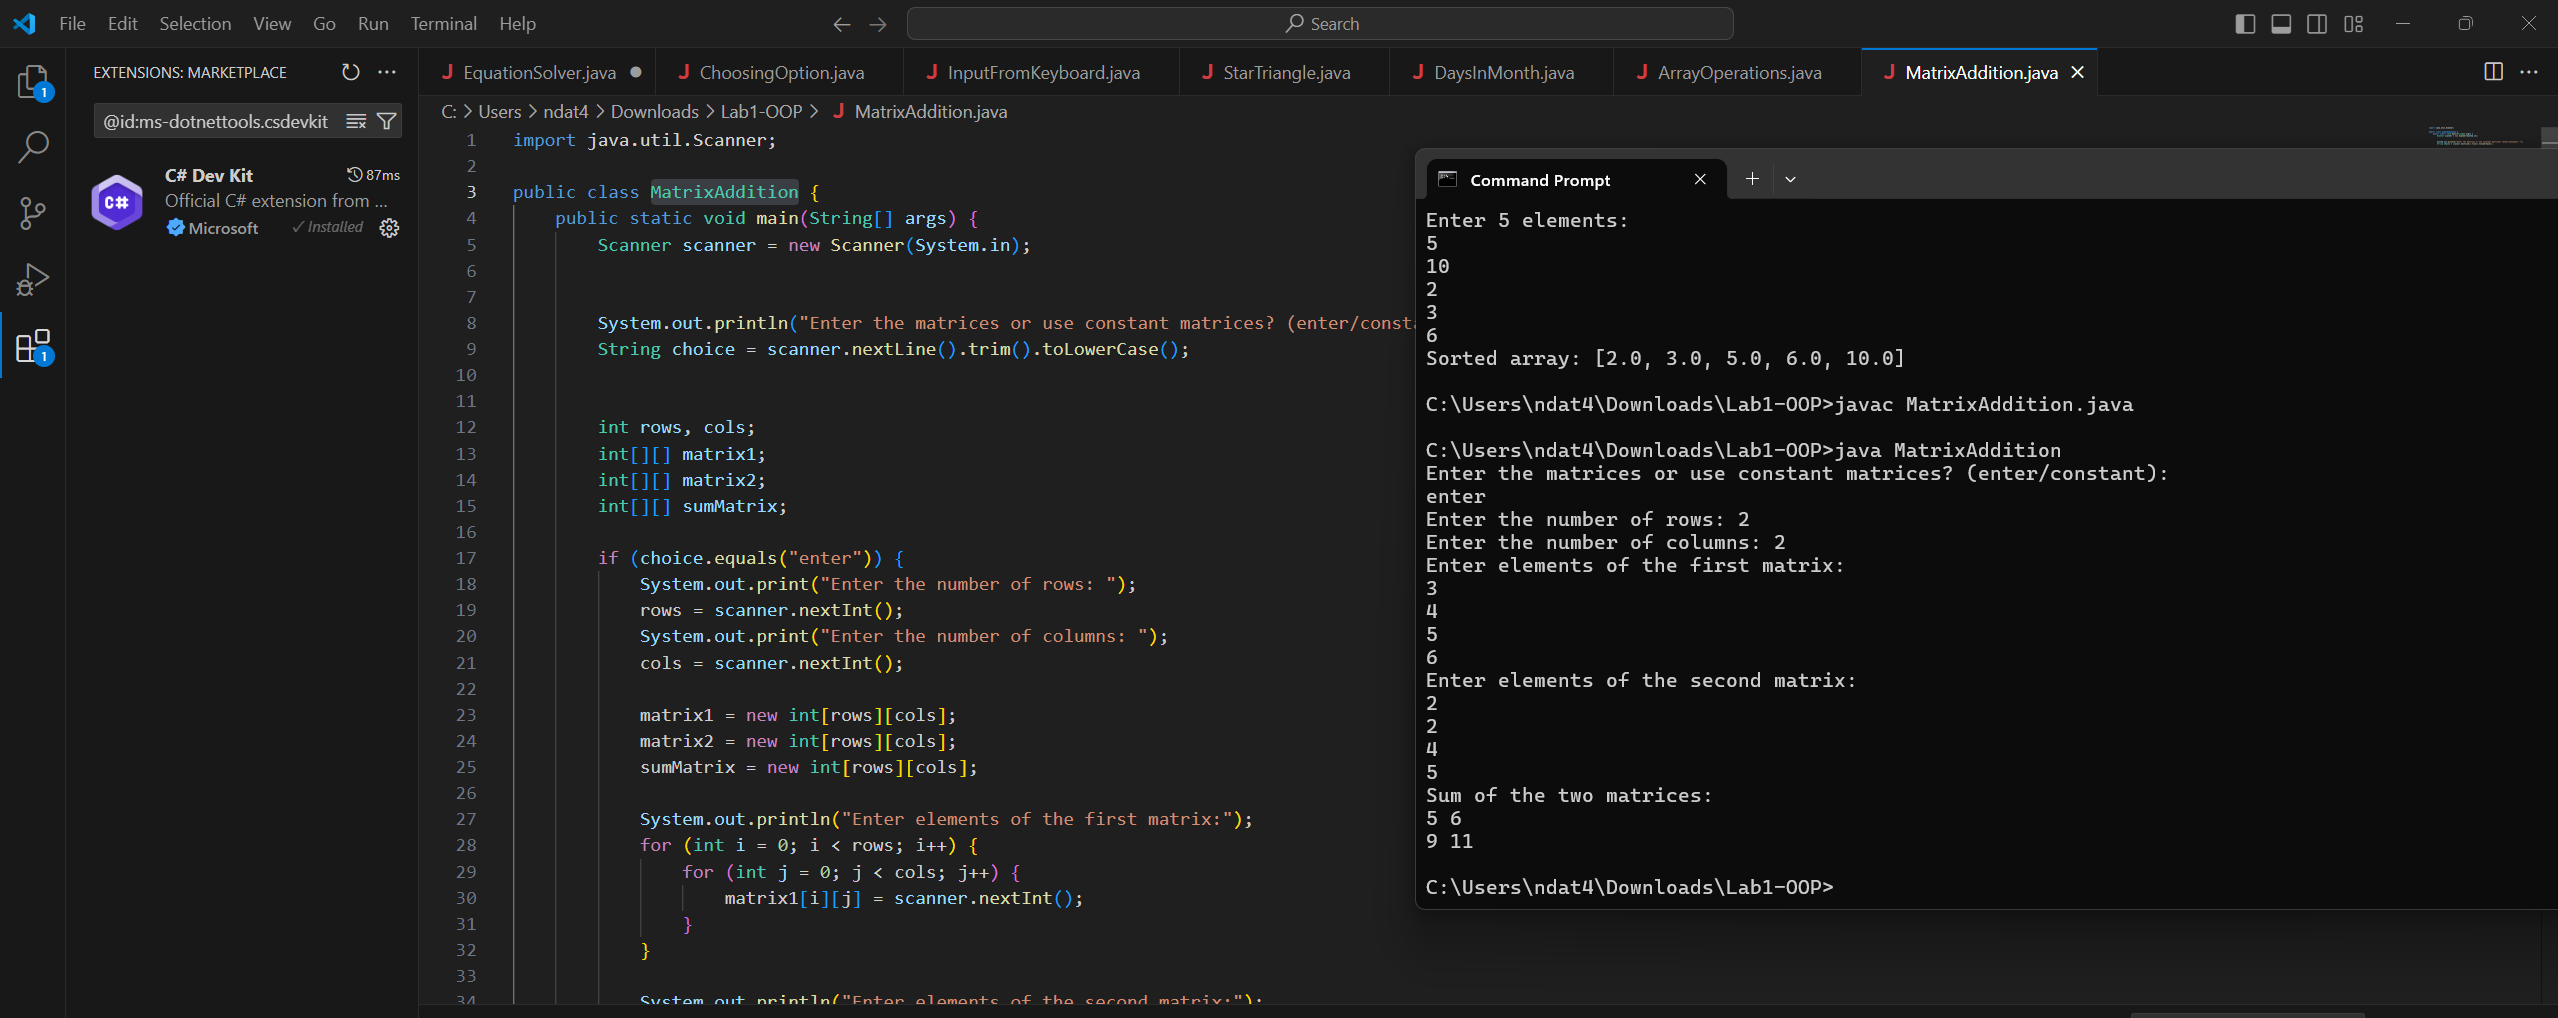 File Edit Selection View Go Run Terminal Help
Search
EXTENSIONS: MARKETPLACE
@id:ms-dotnettools.csdevkit
C# Dev Kit 87ms
Official C# extension from ...
Microsoft Installed
C#
1
1
EquationSolver.java ChoosingOption.java InputFromKeyboard.java StarTriangle.java DaysInMonth.java ArrayOperations.java MatrixAddition.java
C: > Users > ndat4 > Downloads > Lab1-OOP > MatrixAddition.java
1 import java.util.Scanner;
2
3 public class MatrixAddition {
4 public static void main(String[] args) {
5 Scanner scanner = new Scanner(System.in);
6
7
8 System.out.println("Enter the matrices or use constant matrices? (enter/consta
9 String choice = scanner.nextLine().trim().toLowerCase();
10
11
12 int rows, cols;
13 int[][] matrix1;
14 int[][] matrix2;
15 int[][] sumMatrix;
16
17 if (choice.equals("enter")) {
18 System.out.print("Enter the number of rows: ");
19 rows = scanner.nextInt();
20 System.out.print("Enter the number of columns: ");
21 cols = scanner.nextInt();
22
23 matrix1 = new int[rows][cols];
24 matrix2 = new int[rows][cols];
25 sumMatrix = new int[rows][cols];
26
27 System.out.println("Enter elements of the first matrix:");
28 for (int i = 0; i < rows; i++) {
29 for (int j = 0; j < cols; j++) {
30 matrix1[i][j] = scanner.nextInt();
31 }
32 }
33
34 System.out.println("Enter elements of the second matrix:");
Command Prompt
Enter 5 elements:
5
10
2
3
6
Sorted array: [2.0, 3.0, 5.0, 6.0, 10.0]
C:\Users\ndat4\Downloads\Lab1-OOP>javac MatrixAddition.java
C:\Users\ndat4\Downloads\Lab1-OOP>java MatrixAddition
Enter the matrices or use constant matrices? (enter/constant):
enter
Enter the number of rows: 2
Enter the number of columns: 2
Enter elements of the first matrix:
3
4
5
6
Enter elements of the second matrix:
2
2
4
5
Sum of the two matrices:
5 6
9 11
C:\Users\ndat4\Downloads\Lab1-OOP>